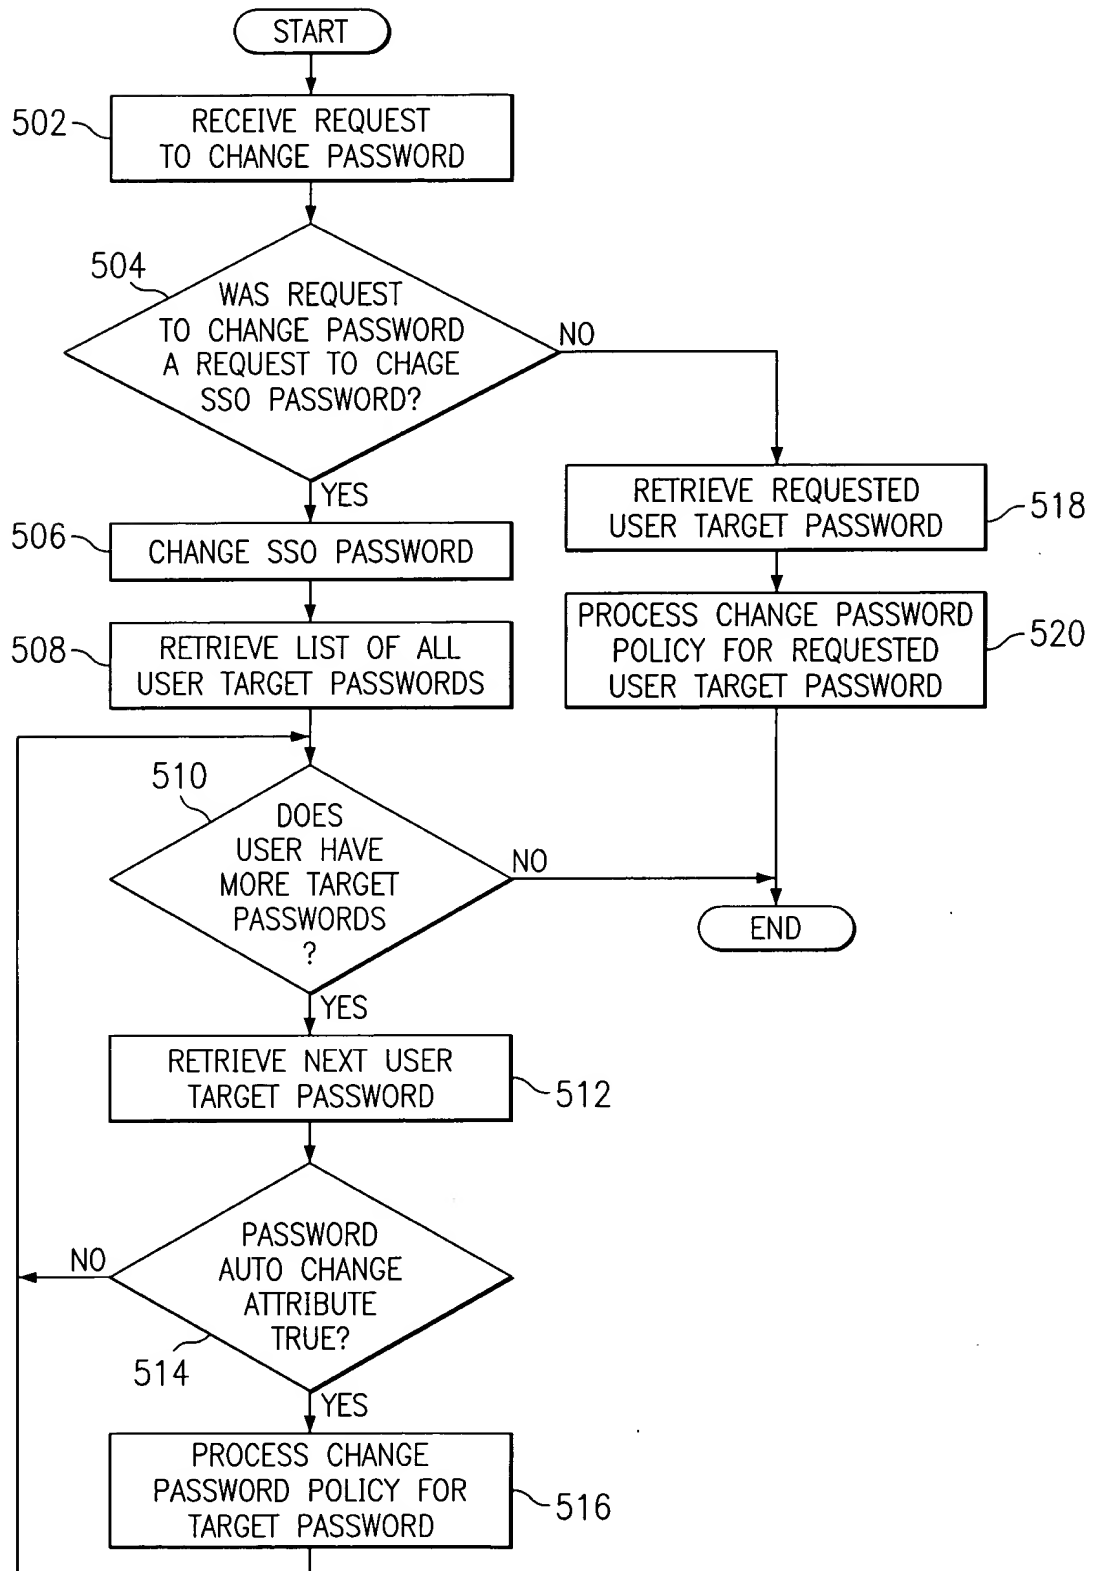 START
502
RECEIVE REQUEST
TO CHANGE PASSWORD
504
WAS REQUEST
TO CHANGE PASSWORD
A REQUEST TO CHAGE
SSO PASSWORD?
NO
YES
506
CHANGE SSO PASSWORD
RETRIEVE REQUESTED
USER TARGET PASSWORD
518
508
RETRIEVE LIST OF ALL
USER TARGET PASSWORDS
PROCESS CHANGE PASSWORD
POLICY FOR REQUESTED
USER TARGET PASSWORD
520
510
DOES
USER HAVE
MORE TARGET
PASSWORDS
?
NO
END
YES
RETRIEVE NEXT USER
TARGET PASSWORD
512
PASSWORD
AUTO CHANGE
ATTRIBUTE
TRUE?
NO
514
YES
PROCESS CHANGE
PASSWORD POLICY FOR
TARGET PASSWORD
516